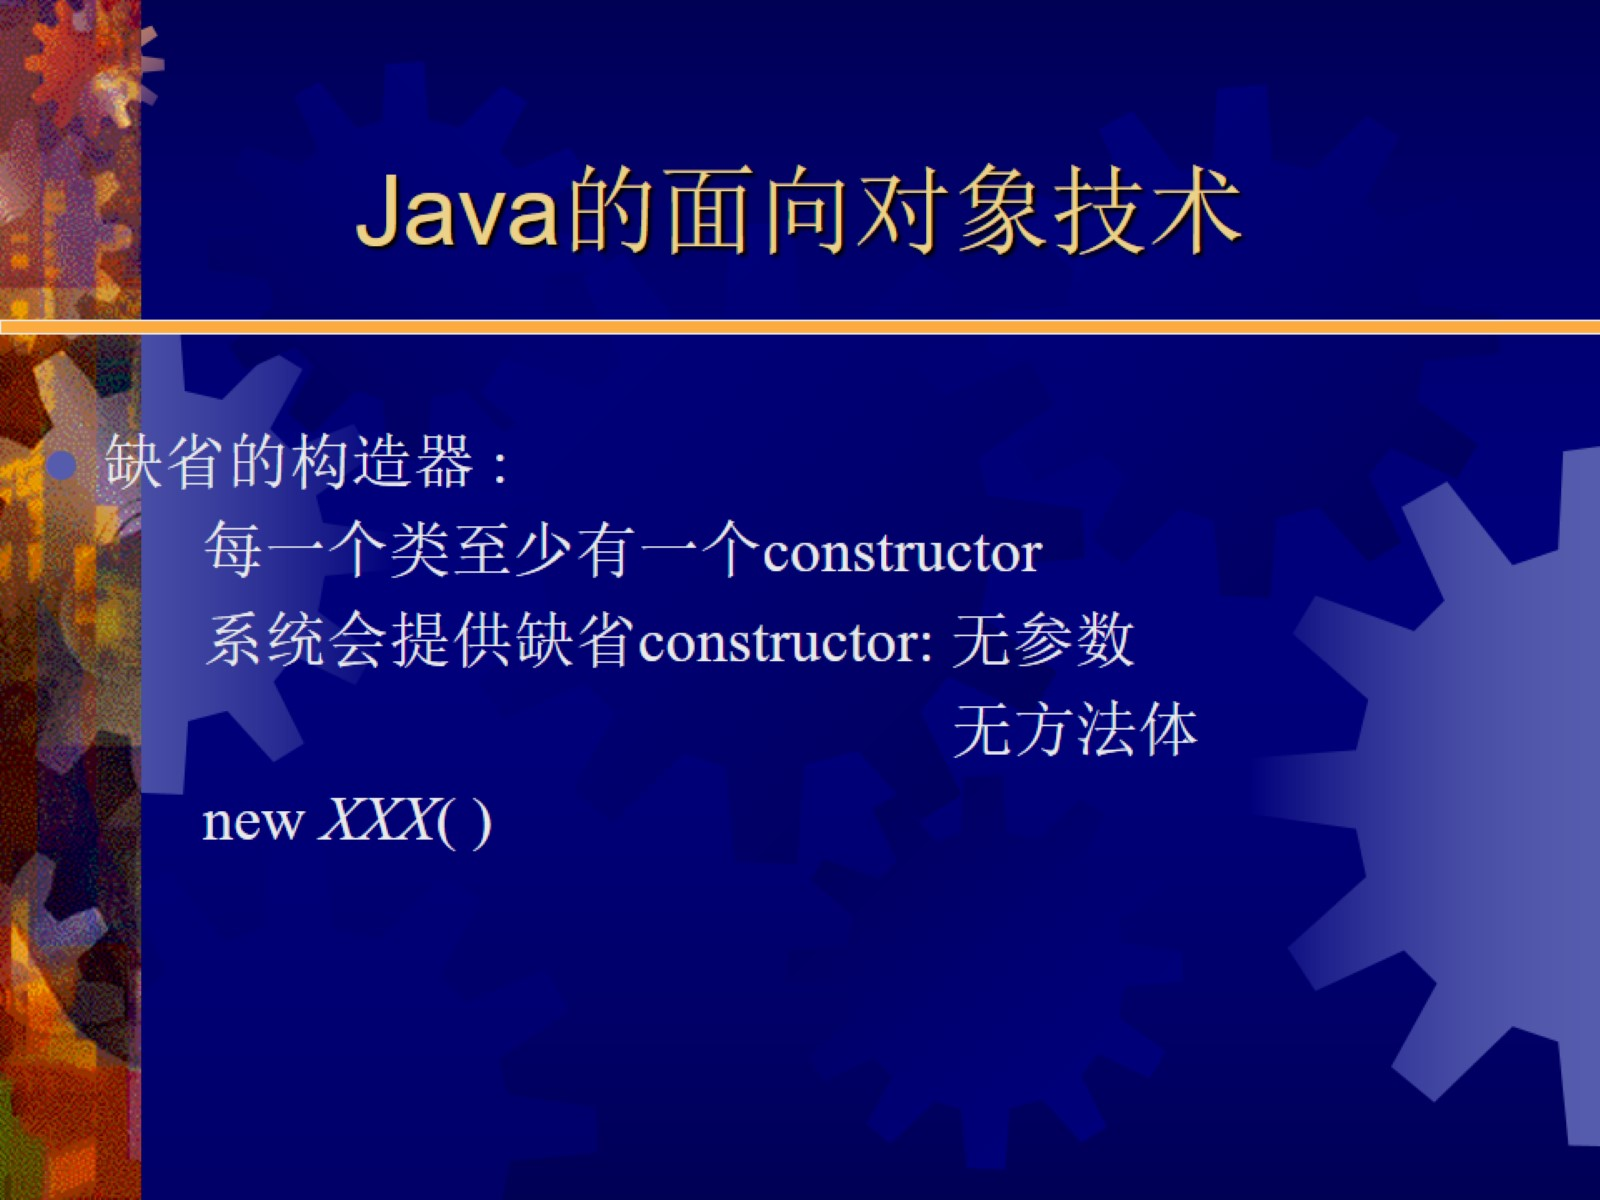 Java的面向对象技术
缺省的构造器 :
每一个类至少有一个constructor
系统会提供缺省constructor: 无参数
无方法体
new XXX( )